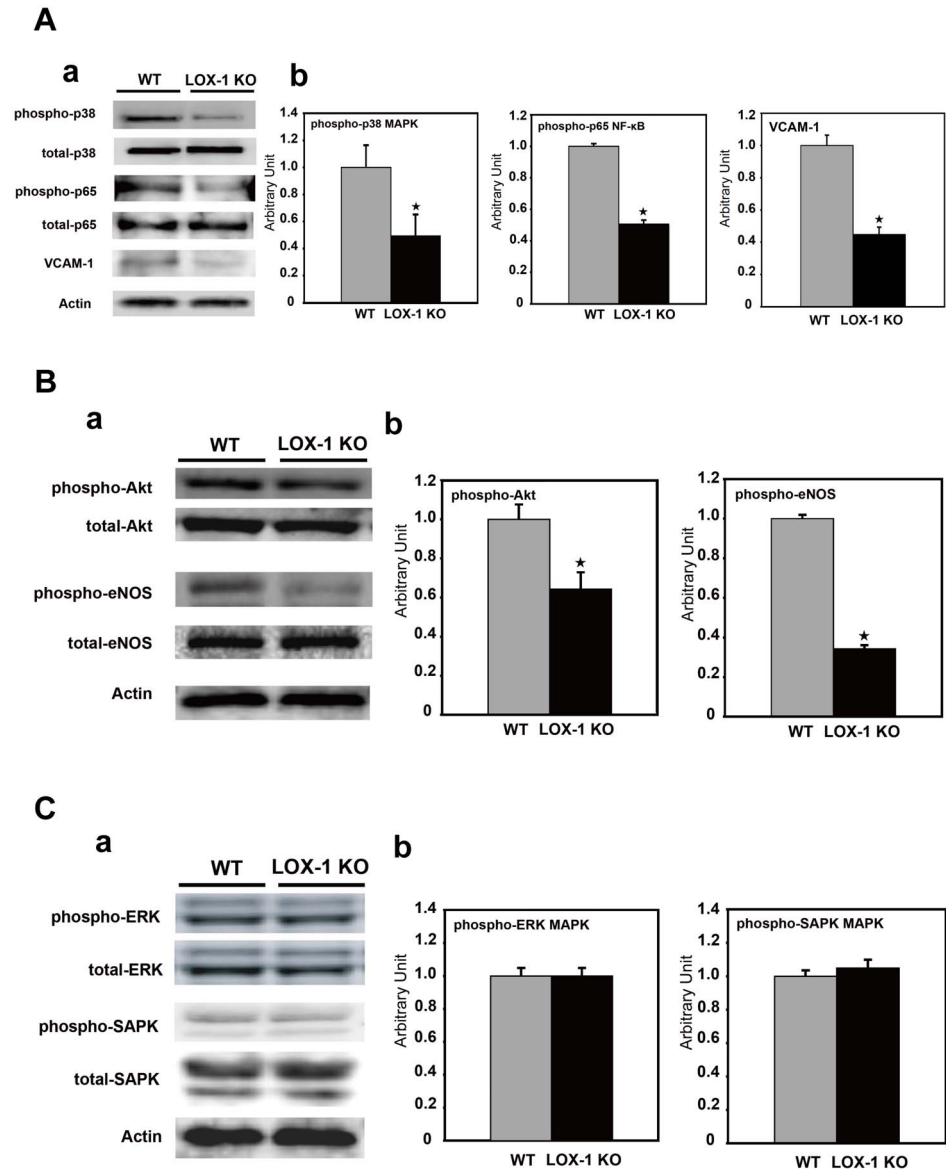 A
a
WT LOX-1 KO
phospho-p38
total-p38
phospho-p65
total-p65
VCAM-1
Actin
b
phospho-p38 MAPK
Arbitrary Unit
1.4
1.2
1.0
0.8
0.6
0.4
0.2
0
★
WT LOX-1 KO
phospho-p65 NF-κB
Arbitrary Unit
1.2
1.0
0.8
0.6
0.4
0.2
0
★
WT LOX-1 KO
VCAM-1
Arbitrary Unit
1.2
1.0
0.8
0.6
0.4
0.2
0
★
WT LOX-1 KO
B
a
WT LOX-1 KO
phospho-Akt
total-Akt
phospho-eNOS
total-eNOS
Actin
b
phospho-Akt
Arbitrary Unit
1.2
1.0
0.8
0.6
0.4
0.2
0
★
WT LOX-1 KO
phospho-eNOS
Arbitrary Unit
1.2
1.0
0.8
0.6
0.4
0.2
0
★
WT LOX-1 KO
C
a
WT LOX-1 KO
phospho-ERK
total-ERK
phospho-SAPK
total-SAPK
Actin
b
phospho-ERK MAPK
Arbitrary Unit
1.4
1.2
1.0
0.8
0.6
0.4
0.2
0
WT LOX-1 KO
phospho-SAPK MAPK
Arbitrary Unit
1.4
1.2
1.0
0.8
0.6
0.4
0.2
0
WT LOX-1 KO